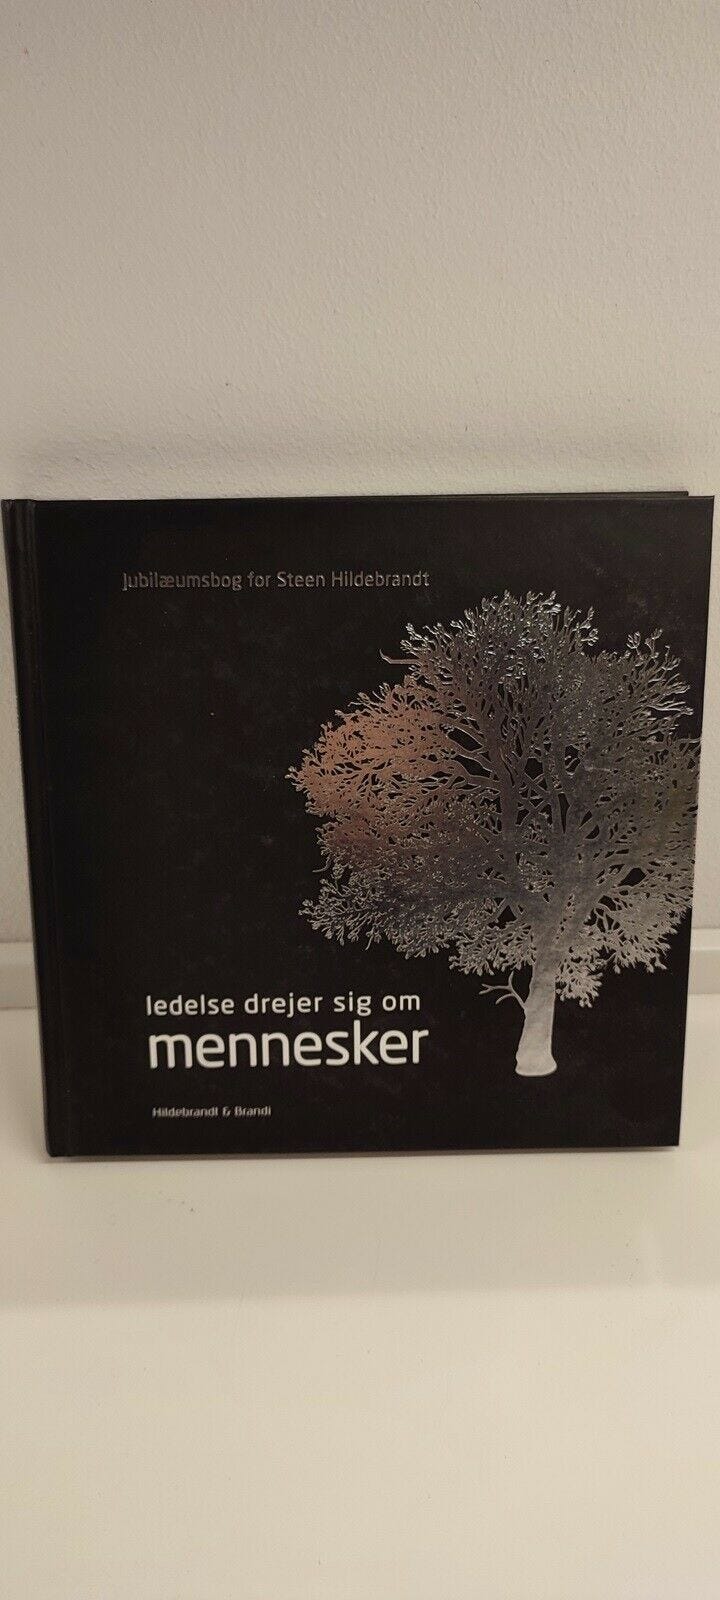 Jubilæumsbog for Steen Hildebrandt
ledelse drejer sig om
mennesker
Hildebrandt & Brandi